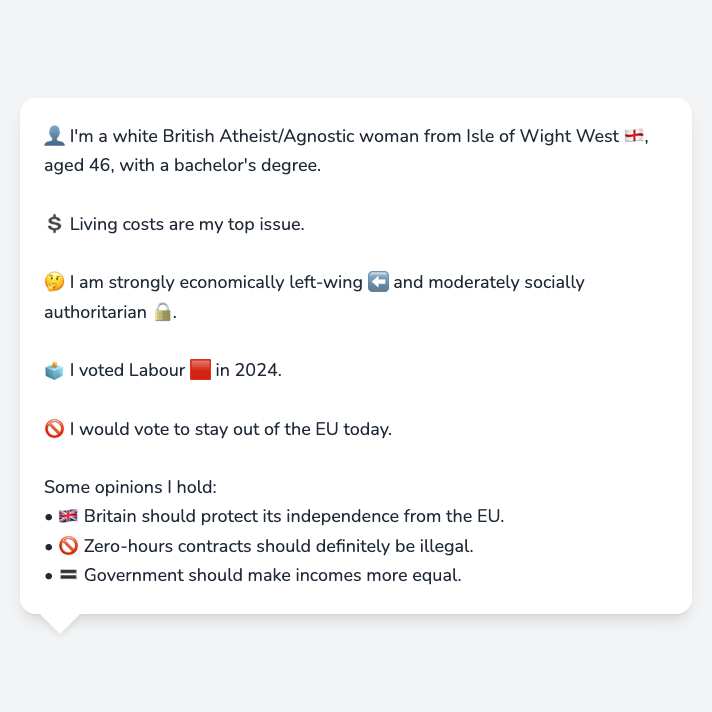 👤 I'm a white British Atheist/Agnostic woman from Isle of Wight West 🏴󠁧󠁢󠁥󠁮󠁧󠁿,
aged 46, with a bachelor's degree.
💲 Living costs are my top issue.
🤔 I am strongly economically left-wing ⬅️ and moderately socially
authoritarian 🔒.
🗳️ I voted Labour 🟥 in 2024.
🚫 I would vote to stay out of the EU today.
Some opinions I hold:
• 🇬🇧 Britain should protect its independence from the EU.
• 🚫 Zero-hours contracts should definitely be illegal.
• 🟰 Government should make incomes more equal.